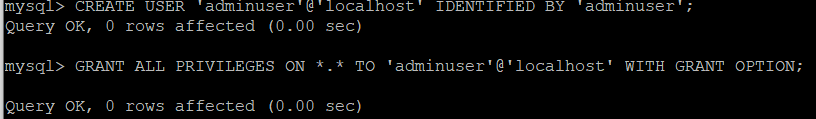 mysql> CREATE USER 'adminuser'@'localhost' IDENTIFIED BY 'adminuser';
Query OK, 0 rows affected (0.00 sec)
mysql> GRANT ALL PRIVILEGES ON *.* TO 'adminuser'@'localhost' WITH GRANT OPTION;
Query OK, 0 rows affected (0.00 sec)